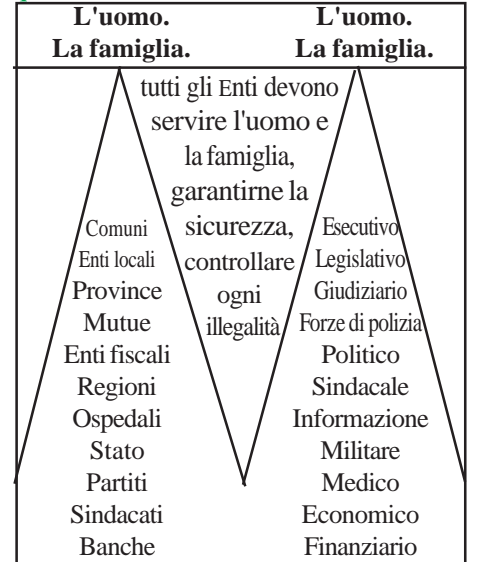 L'uomo.
La famiglia.
L'uomo.
La famiglia.
tutti gli Enti devono
servire l'uomo e
la famiglia,
garantirne la
sicurezza,
controllare
ogni
illegalità
Comuni
Enti locali
Province
Mutue
Enti fiscali
Regioni
Ospedali
Stato
Partiti
Sindacati
Banche
Esecutivo
Legislativo
Giudiziario
Forze di polizia
Politico
Sindacale
Informazione
Militare
Medico
Economico
Finanziario